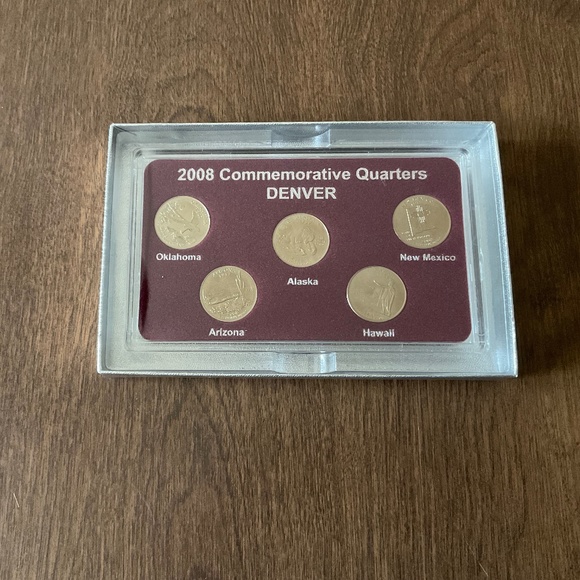 2008 Commemorative Quarters
DENVER
Oklahoma
Alaska
New Mexico
Arizona
Hawaii